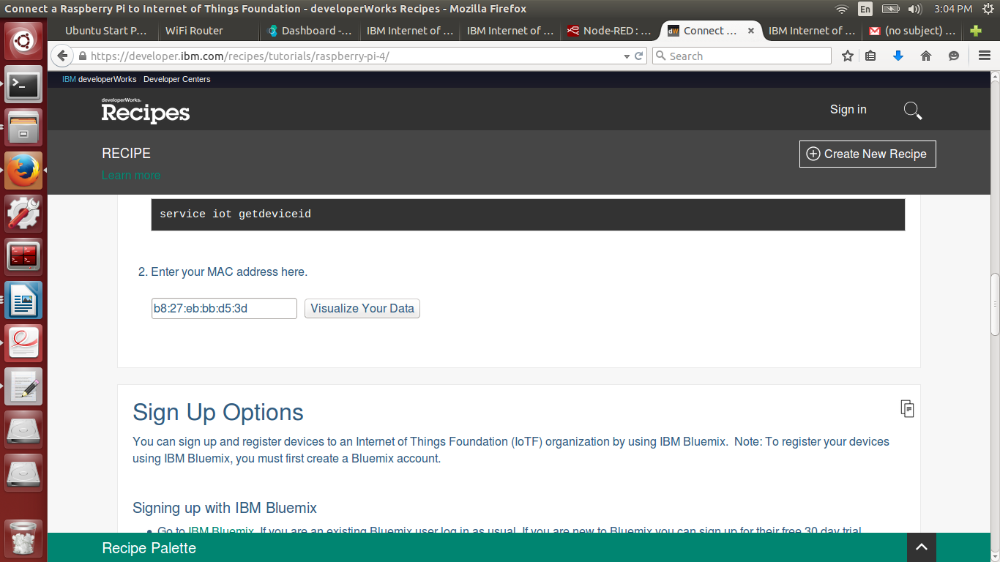 Connect a Raspberry Pi to Internet of Things Foundation - developerWorks Recipes - Mozilla Firefox
En
3:04 PM
Ubuntu Start P...
WiFi Router
Dashboard -...
IBM Internet of ...
IBM Internet of ...
Node-RED : ...
dW Connect ...
IBM Internet of ...
(no subject) ...
https://developer.ibm.com/recipes/tutorials/raspberry-pi-4/
Search
IBM developerWorks
Developer Centers
developerWorks.
Recipes
Sign in
RECIPE
Create New Recipe
Learn more
service iot getdeviceid
2. Enter your MAC address here.
b8:27:eb:bb:d5:3d
Visualize Your Data
Sign Up Options
You can sign up and register devices to an Internet of Things Foundation (IoTF) organization by using IBM Bluemix.  Note: To register your devices
using IBM Bluemix, you must first create a Bluemix account.
Signing up with IBM Bluemix
• Go to IBM Bluemix. If you are an existing Bluemix user log in as usual. If you are new to Bluemix you can sign up for their free 30 day trial.
Recipe Palette